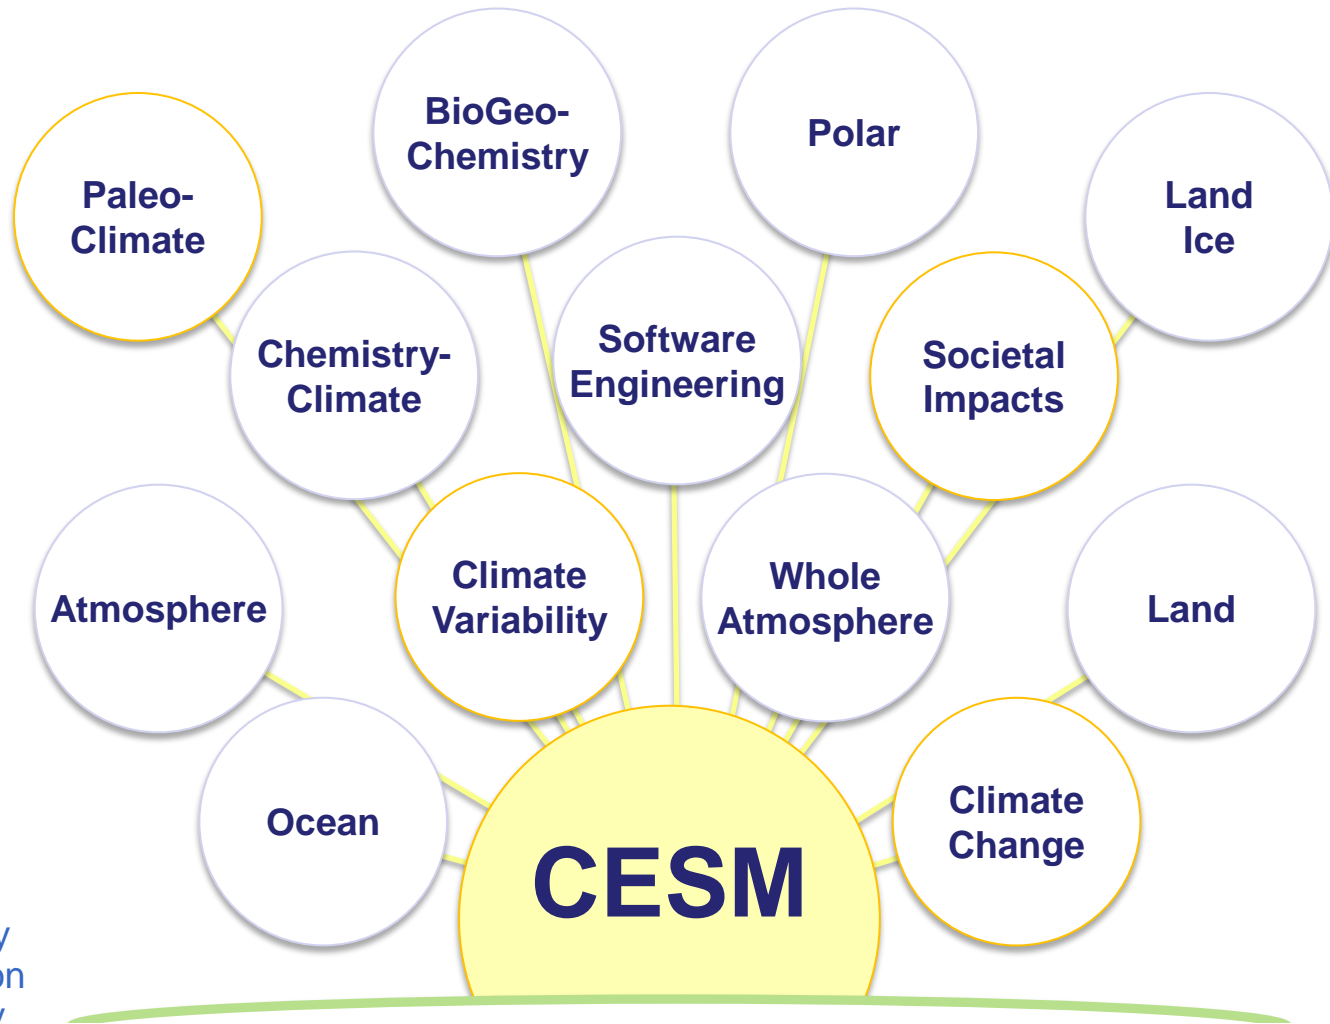 BioGeo-
Chemistry
Polar
Paleo-
Climate
Land
Ice
Chemistry-
Climate
Software
Engineering
Societal
Impacts
Climate
Variability
Whole
Atmosphere
Atmosphere
Land
Ocean
Climate
Change
CESM